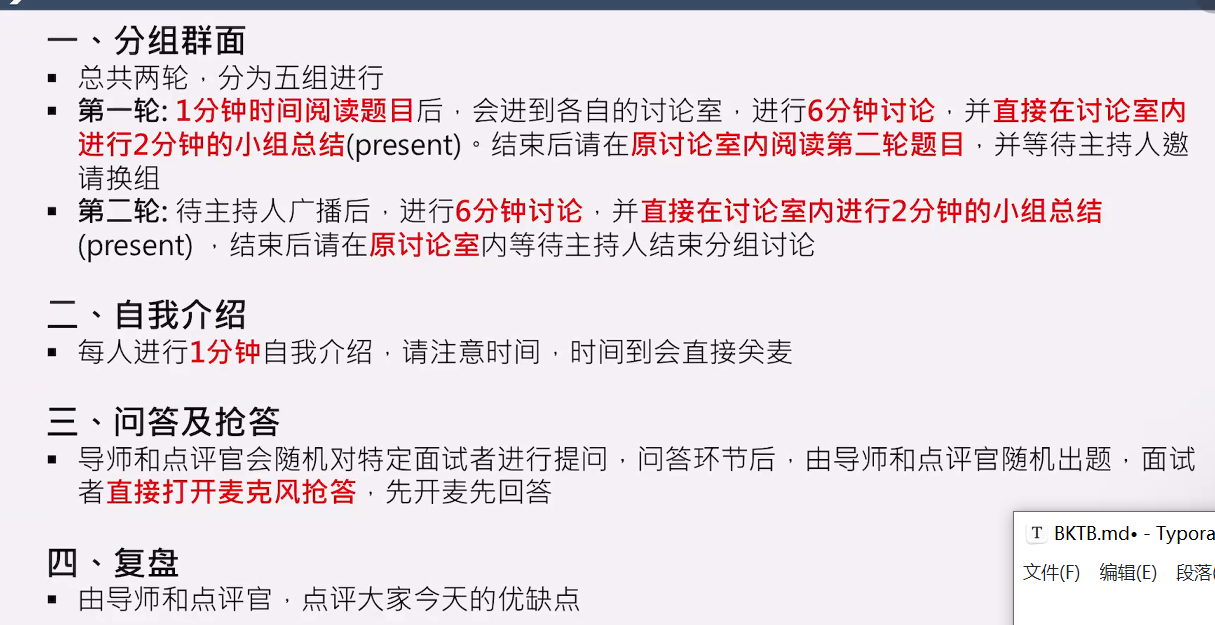 一、分组群面
▪ 总共两轮，分为五组进行
▪ 第一轮: 1分钟时间阅读题目后，会进到各自的讨论室，进行6分钟讨论，并直接在讨论室内
进行2分钟的小组总结(present)。结束后请在原讨论室内阅读第二轮题目，并等待主持人邀
请换组
▪ 第二轮: 待主持人广播后，进行6分钟讨论，并直接在讨论室内进行2分钟的小组总结
(present) ，结束后请在原讨论室内等待主持人结束分组讨论
二、自我介绍
▪ 每人进行1分钟自我介绍，请注意时间，时间到会直接关麦
三、问答及抢答
▪ 导师和点评官会随机对特定面试者进行提问，问答环节后，由导师和点评官随机出题，面试
者直接打开麦克风抢答，先开麦先回答
四、复盘
▪ 由导师和点评官，点评大家今天的优缺点
T BKTB.md• - Typora
文件(F) 编辑(E) 段落(